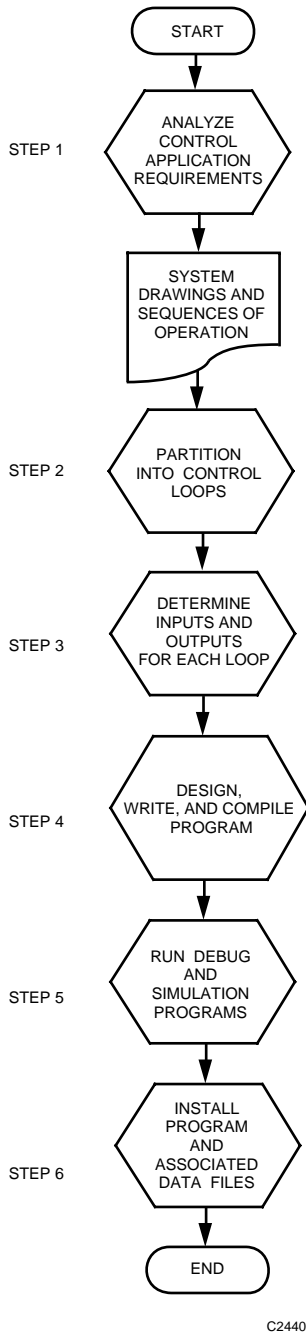 START
STEP 1
ANALYZE
CONTROL
APPLICATION
REQUIREMENTS
SYSTEM
DRAWINGS AND
SEQUENCES OF
OPERATION
STEP 2
PARTITION
INTO CONTROL
LOOPS
STEP 3
DETERMINE
INPUTS AND
OUTPUTS
FOR EACH LOOP
STEP 4
DESIGN,
WRITE, AND COMPILE
PROGRAM
STEP 5
RUN DEBUG
AND
SIMULATION
PROGRAMS
STEP 6
INSTALL
PROGRAM
AND
ASSOCIATED
DATA FILES
END
C2440